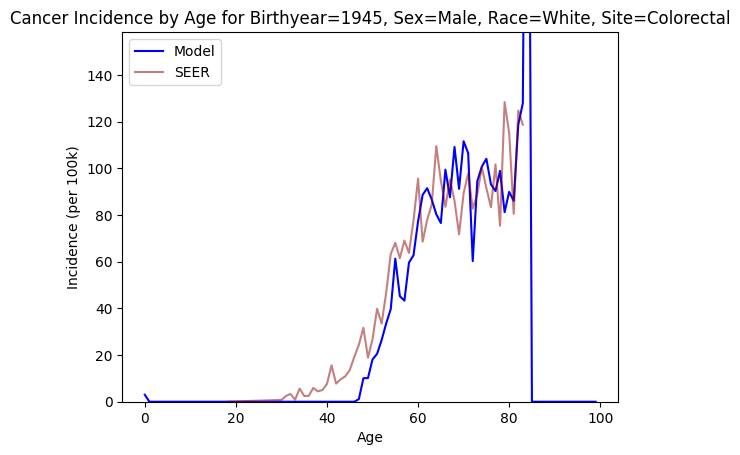 Cancer Incidence by Age for Birthyear=1945, Sex=Male, Race=White, Site=Colorectal
Model
SEER
Incidence (per 100k)
140
120
100
80
60
40
20
0
0 20 40 60 80 100
Age